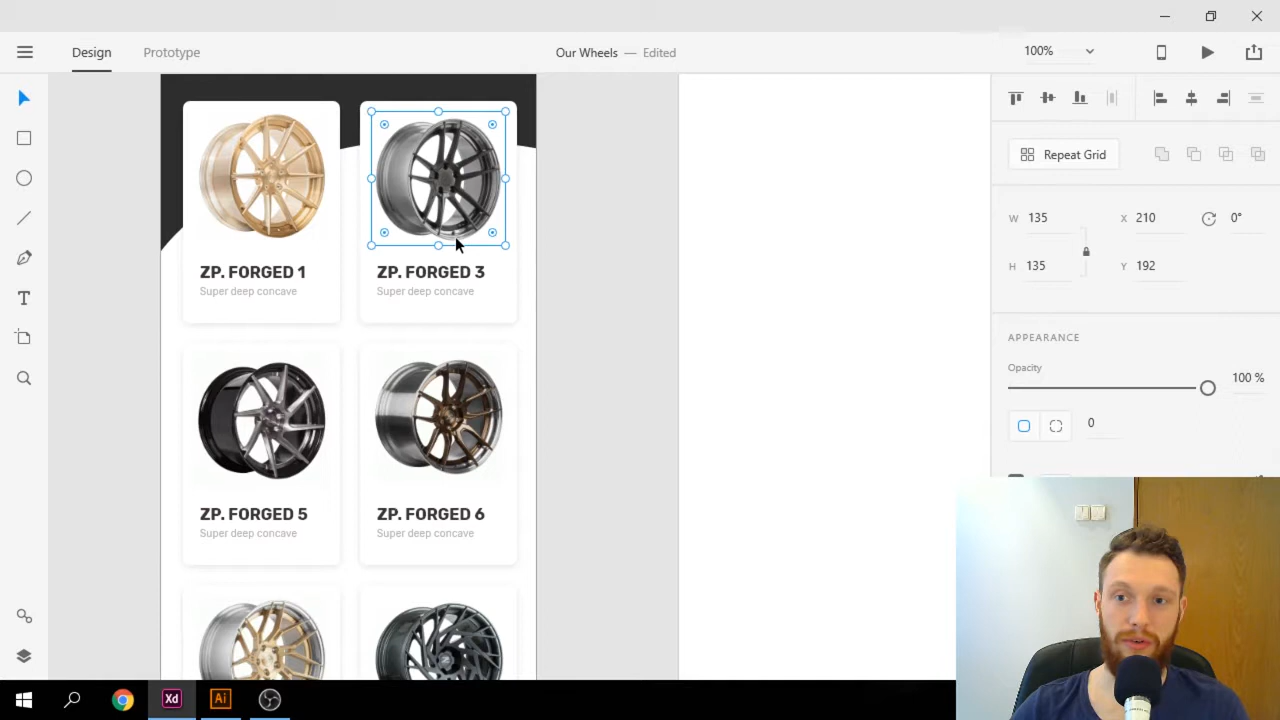 Design Prototype Our Wheels — Edited 100%
Repeat Grid
W 135 X 210 0°
H 135 Y 192
APPEARANCE
Opacity
100 %
0
ZP. FORGED 1 ZP. FORGED 3
Super deep concave Super deep concave
ZP. FORGED 5 ZP. FORGED 6
Super deep concave Super deep concave
T
Xd Ai